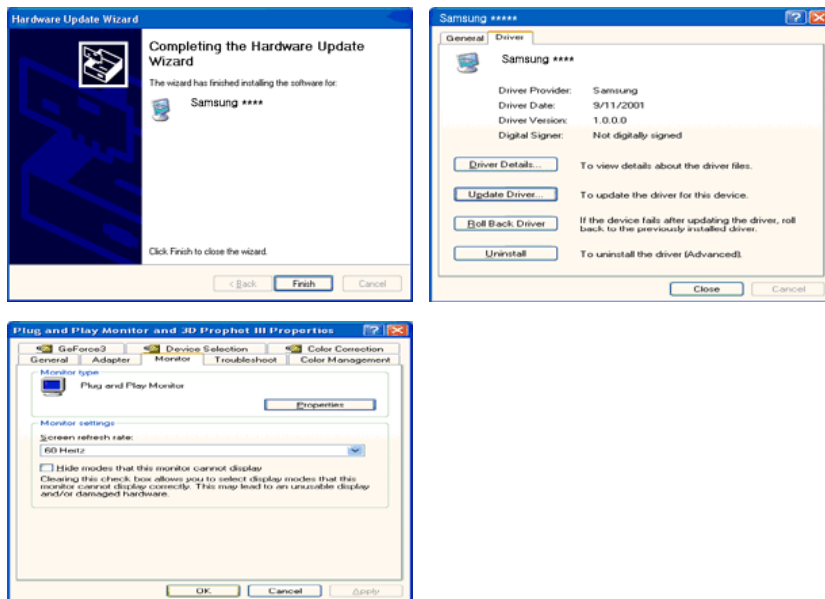 Hardware Update Wizard
Completing the Hardware Update
Wizard
The wizard has finished installing the software for:
Samsung ****
Click Finish to close the wizard.
< Back
Finish
Cancel
Samsung *****
General
Driver
Samsung ****
Driver Provider: Samsung
Driver Date: 9/11/2001
Driver Version: 1.0.0.0
Digital Signer: Not digitally signed
Driver Details... To view details about the driver files.
Update Driver... To update the driver for this device.
Roll Back Driver If the device fails after updating the driver, roll
back to the previously installed driver.
Uninstall To uninstall the driver (Advanced).
Close
Cancel
Plug and Play Monitor and 3D Prophet III Properties
GeForce3
Device Selection
Color Correction
General
Adapter
Monitor
Troubleshoot
Color Management
Monitor type
Plug and Play Monitor
Properties
Monitor settings
Screen refresh rate:
60 Hertz
Hide modes that this monitor cannot display
Clearing this check box allows you to select display modes that this
monitor cannot display correctly. This may lead to an unusable display
and/or damaged hardware.
OK
Cancel
Apply